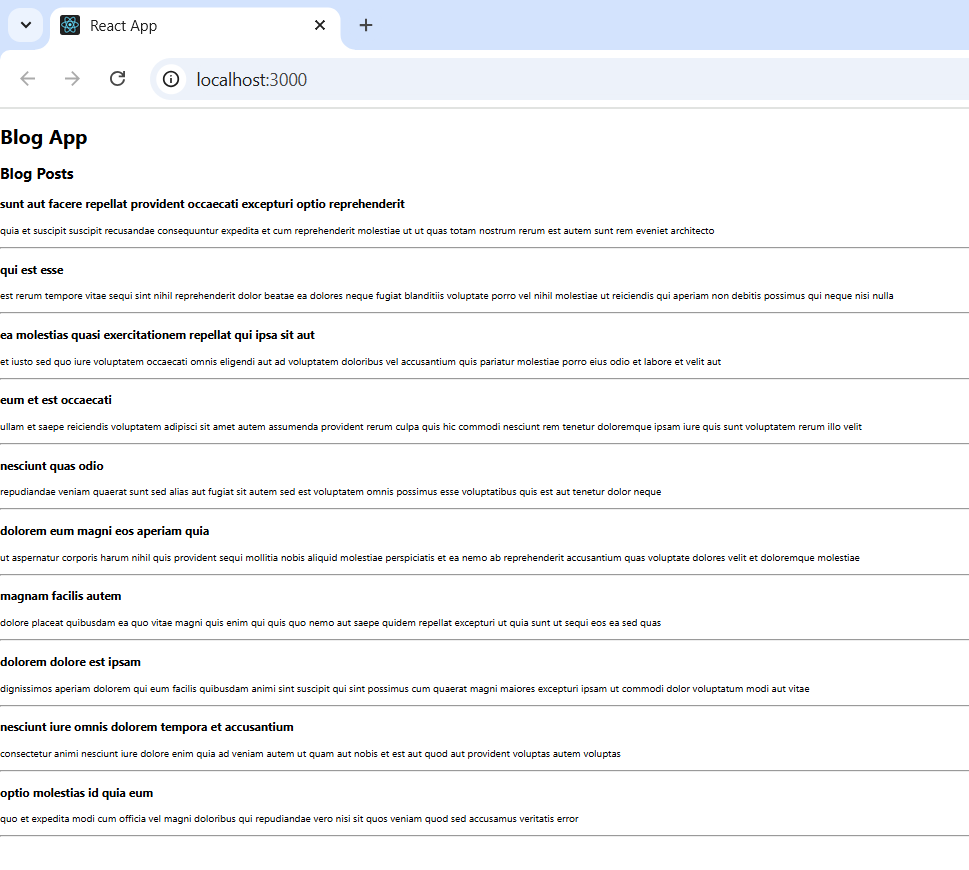 React App
localhost:3000
Blog App
Blog Posts
sunt aut facere repellat provident occaecati excepturi optio reprehenderit
quia et suscipit suscipit recusandae consequuntur expedita et cum reprehenderit molestiae ut ut quas totam nostrum rerum est autem sunt rem eveniet architecto
qui est esse
est rerum tempore vitae sequi sint nihil reprehenderit dolor beatae ea dolores neque fugiat blanditiis voluptate porro vel nihil molestiae ut reiciendis qui aperiam non debitis possimus qui neque nisi nulla
ea molestias quasi exercitationem repellat qui ipsa sit aut
et iusto sed quo iure voluptatem occaecati omnis eligendi aut ad voluptatem doloribus vel accusantium quis pariatur molestiae porro eius odio et labore et velit aut
eum et est occaecati
ullam et saepe reiciendis voluptatem adipisci sit amet autem assumenda provident rerum culpa quis hic commodi nesciunt rem tenetur doloremque ipsam iure quis sunt voluptatem rerum illo velit
nesciunt quas odio
repudiandae veniam quaerat sunt sed alias aut fugiat sit autem sed est voluptatem omnis possimus esse voluptatibus quis est aut tenetur dolor neque
dolorem eum magni eos aperiam quia
ut aspernatur corporis harum nihil quis provident sequi mollitia nobis aliquid molestiae perspiciatis et ea nemo ab reprehenderit accusantium quas voluptate dolores velit et doloremque molestiae
magnam facilis autem
dolore placeat quibusdam ea quo vitae magni quis enim qui quis quo nemo aut saepe quidem repellat excepturi ut quia sunt ut sequi eos ea sed quas
dolorem dolore est ipsam
dignissimos aperiam dolorem qui eum facilis quibusdam animi sint suscipit qui sint possimus cum quaerat magni maiores excepturi ipsam ut commodi dolor voluptatum modi aut vitae
nesciunt iure omnis dolorem tempora et accusantium
consectetur animi nesciunt iure dolore enim quia ad veniam autem ut quam aut nobis et est aut quod aut provident voluptas autem voluptas
optio molestias id quia eum
quo et expedita modi cum officia vel magni doloribus qui repudiandae vero nisi sit quos veniam quod sed accusamus veritatis error